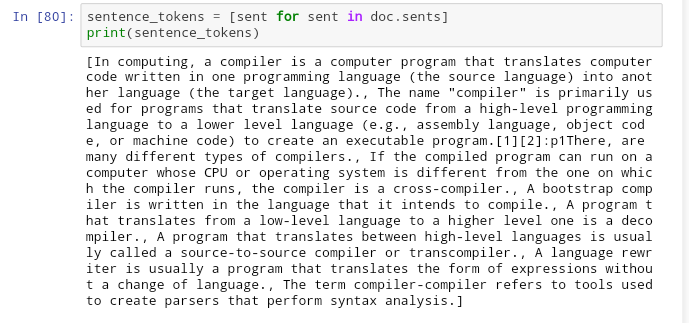 In [80]: sentence_tokens = [sent for sent in doc.sents]
print(sentence_tokens)
[In computing, a compiler is a computer program that translates computer
code written in one programming language (the source language) into anot
her language (the target language)., The name "compiler" is primarily us
ed for programs that translate source code from a high-level programming
language to a lower level language (e.g., assembly language, object cod
e, or machine code) to create an executable program.[1][2]:p1There, are
many different types of compilers., If the compiled program can run on a
computer whose CPU or operating system is different from the one on whic
h the compiler runs, the compiler is a cross-compiler., A bootstrap comp
iler is written in the language that it intends to compile., A program t
hat translates from a low-level language to a higher level one is a deco
mpiler., A program that translates between high-level languages is usual
ly called a source-to-source compiler or transcompiler., A language rewr
iter is usually a program that translates the form of expressions withou
t a change of language., The term compiler-compiler refers to tools used
to create parsers that perform syntax analysis.]